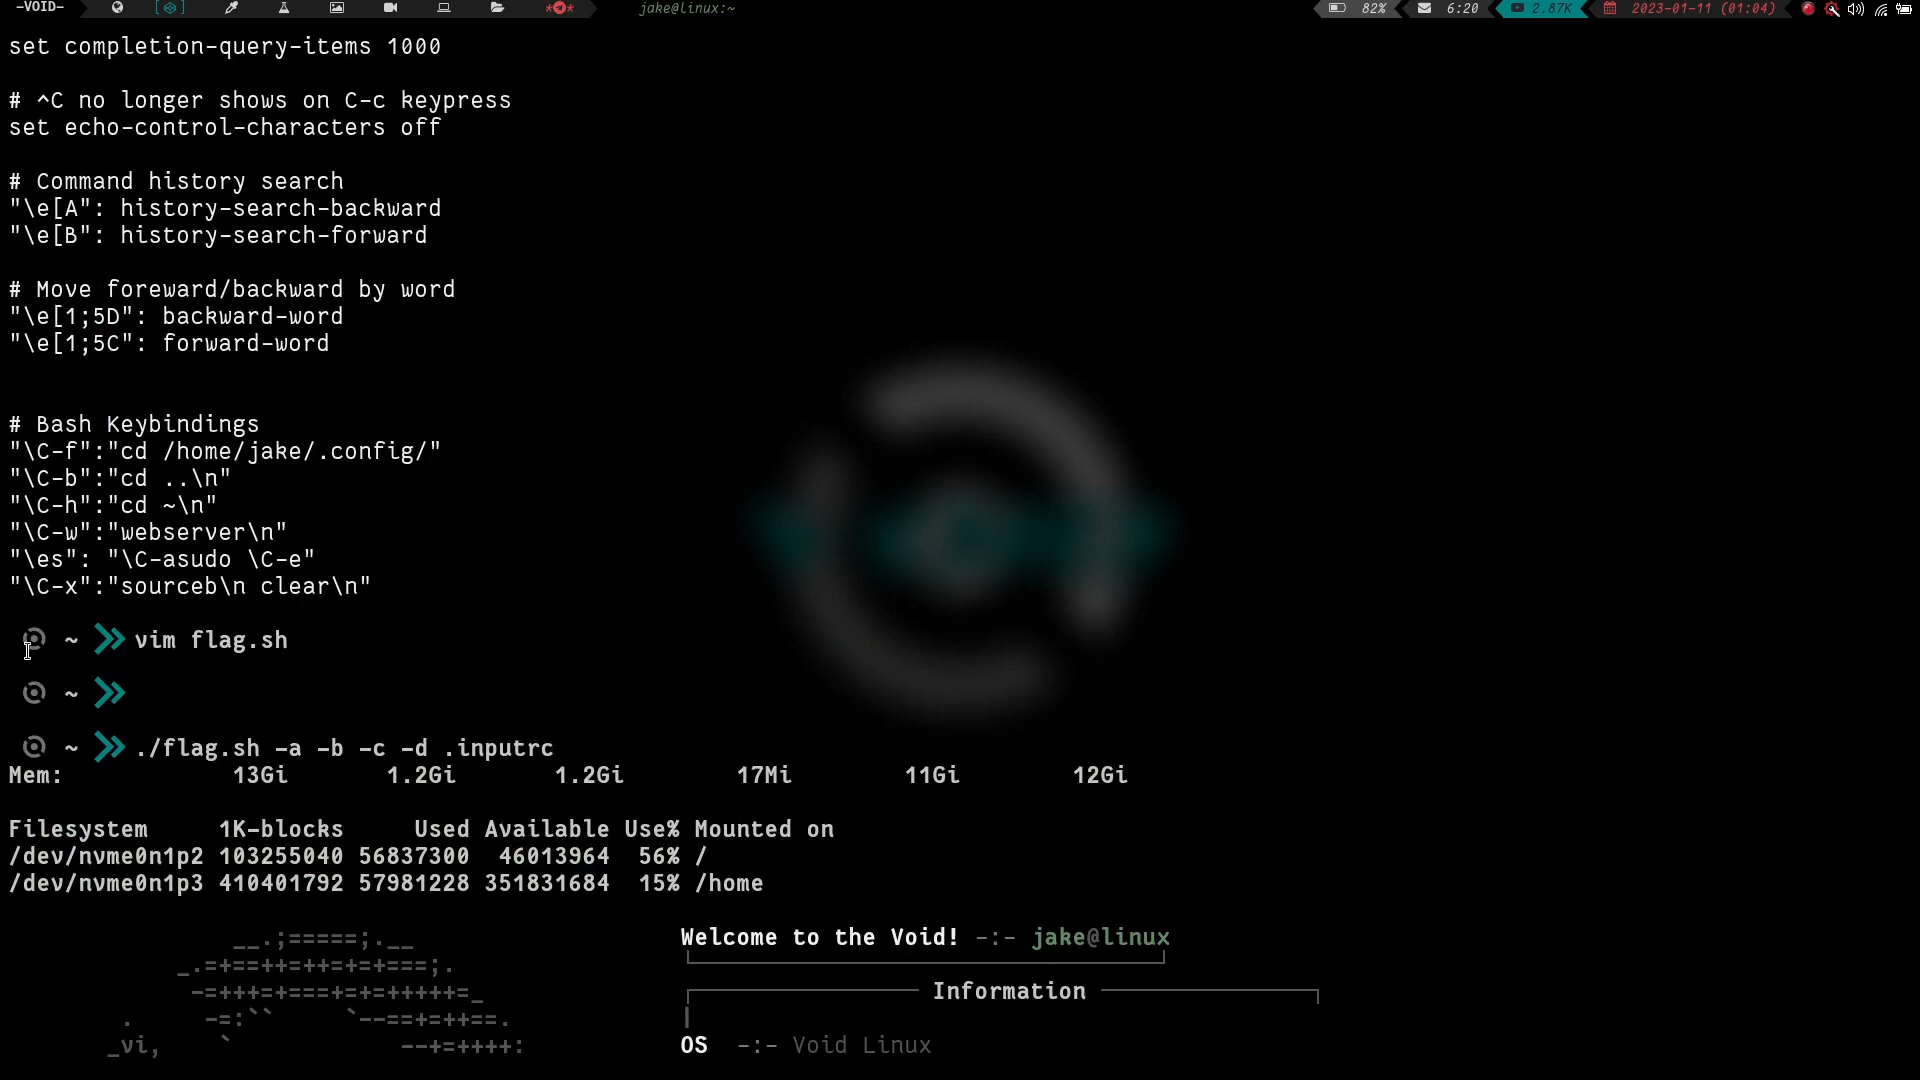 -VOID-
jake@linux:~
82%
6:20
2.87K
2023-01-11 (01:04)
set completion-query-items 1000
# ^C no longer shows on C-c keypress
set echo-control-characters off
# Command history search
"\e[A": history-search-backward
"\e[B": history-search-forward
# Move foreward/backward by word
"\e[1;5D": backward-word
"\e[1;5C": forward-word
# Bash Keybindings
"\C-f":"cd /home/jake/.config/"
"\C-b":"cd ..\n"
"\C-h":"cd ~\n"
"\C-w":"webserver\n"
"\es": "\C-asudo \C-e"
"\C-x":"sourceb\n clear\n"
~ vim flag.sh
~
~ ./flag.sh -a -b -c -d .inputrc
Mem: 13Gi 1.2Gi 1.2Gi 17Mi 11Gi 12Gi
Filesystem 1K-blocks Used Available Use% Mounted on
/dev/nvme0n1p2 103255040 56837300 46013964 56% /
/dev/nvme0n1p3 410401792 57981228 351831684 15% /home
__.;=====;.__
Welcome to the Void! -:- jake@linux
_.=+==++=++=+=+===;.
-=+++=+===+=+=+++++=_
Information
. -=:`` `--==+=++==.
_vi, ` --+=++++:
OS -:- Void Linux